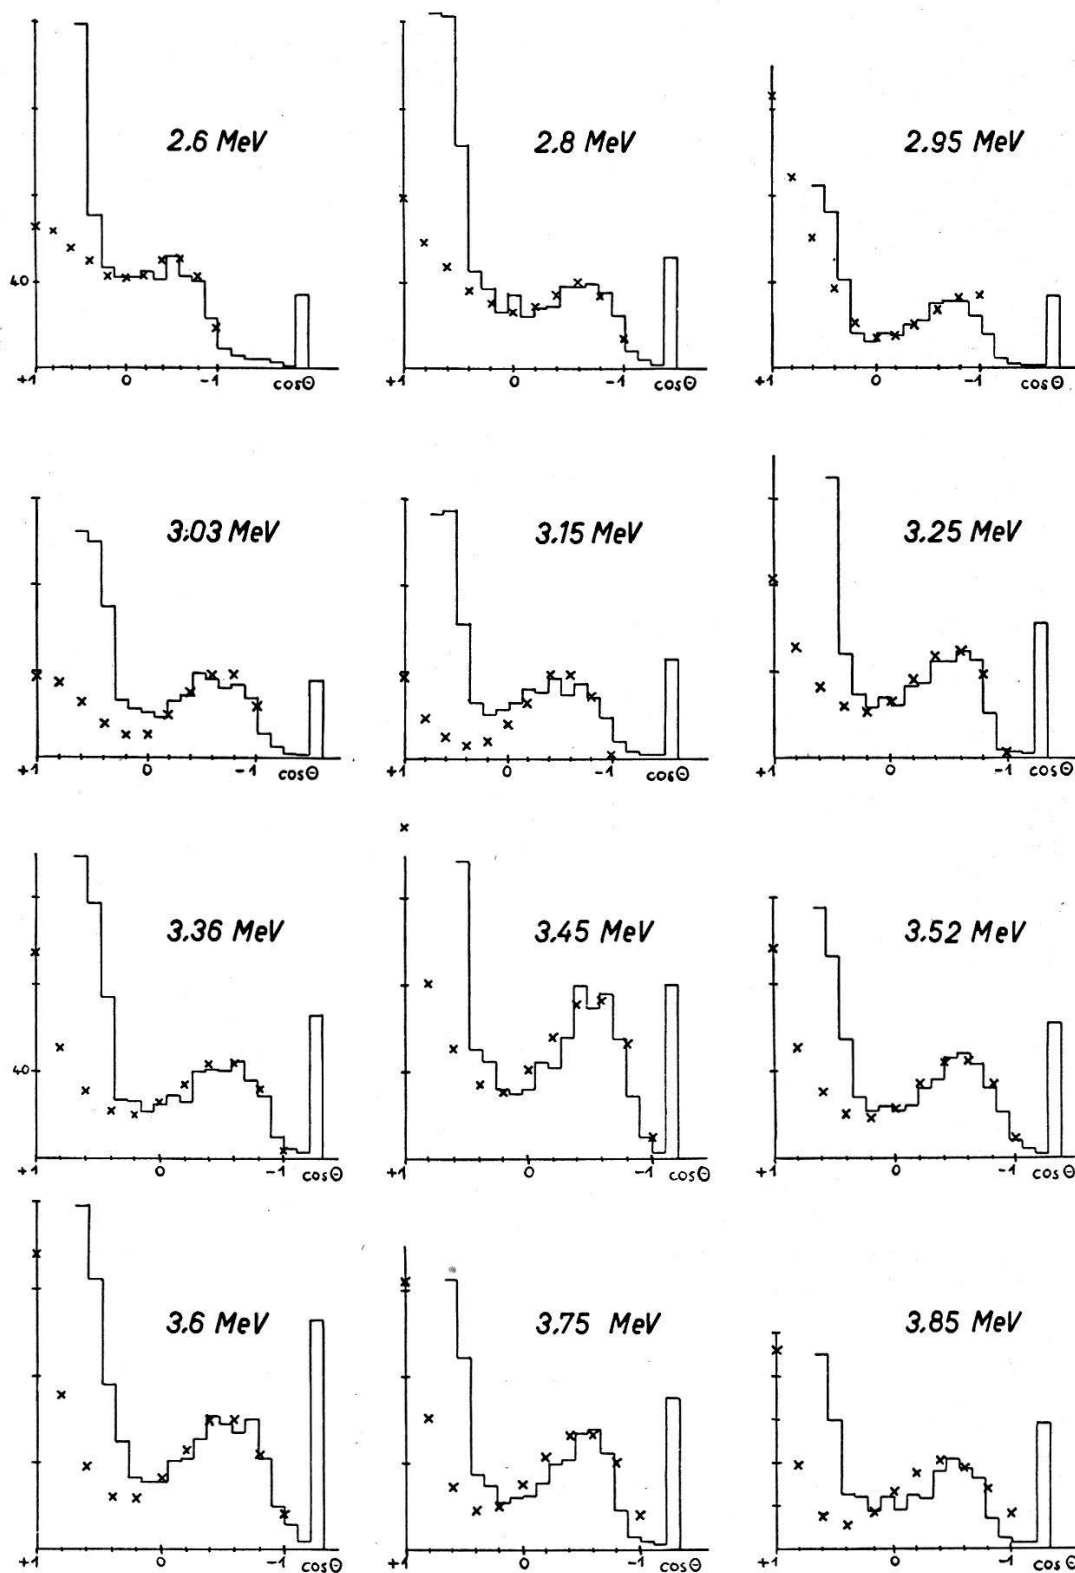 2.6 MeV
2.8 MeV
2.95 MeV
40
+1 0 -1 cosΘ
+1 0 -1 cosΘ
+1 0 -1 cosΘ
3.03 MeV
3.15 MeV
3.25 MeV
+1 0 -1 cosΘ
+1 0 -1 cosΘ
+1 0 -1 cosΘ
3.36 MeV
3.45 MeV
3.52 MeV
40
+1 0 -1 cosΘ
+1 0 -1 cosΘ
+1 0 -1 cosΘ
3.6 MeV
3.75 MeV
3.85 MeV
+1 0 -1 cosΘ
+1 0 -1 cosΘ
+1 0 -1 cosΘ